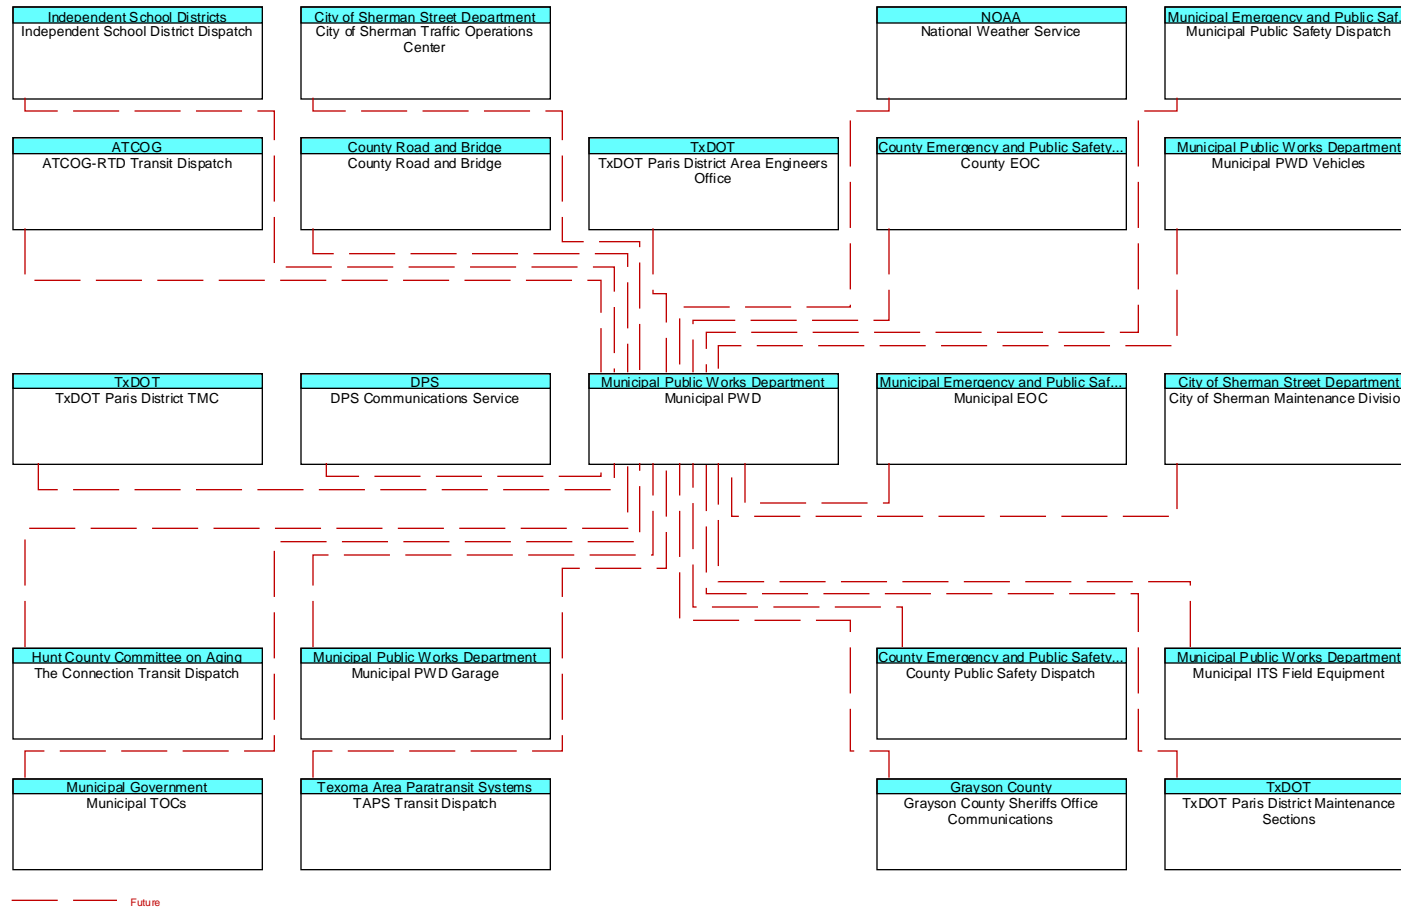 Independent School Districts
Independent School District Dispatch
City of Sherman Street Department
City of Sherman Traffic Operations
Center
NOAA
National Weather Service
Municipal Emergency and Public Saf...
Municipal Public Safety Dispatch
ATCOG
ATCOG-RTD Transit Dispatch
County Road and Bridge
County Road and Bridge
TxDOT
TxDOT Paris District Area Engineers
Office
County Emergency and Public Safety...
County EOC
Municipal Public Works Department
Municipal PWD Vehicles
TxDOT
TxDOT Paris District TMC
DPS
DPS Communications Service
Municipal Public Works Department
Municipal PWD
Municipal Emergency and Public Saf...
Municipal EOC
City of Sherman Street Department
City of Sherman Maintenance Divisio
Hunt County Committee on Aging
The Connection Transit Dispatch
Municipal Public Works Department
Municipal PWD Garage
County Emergency and Public Safety...
County Public Safety Dispatch
Municipal Public Works Department
Municipal ITS Field Equipment
Municipal Government
Municipal TOCs
Texoma Area Paratransit Systems
TAPS Transit Dispatch
Grayson County
Grayson County Sheriffs Office
Communications
TxDOT
TxDOT Paris District Maintenance
Sections
Future